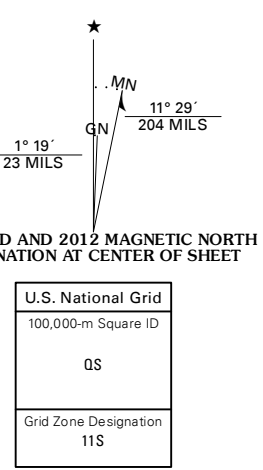 MN
11° 29´
204 MILS
GN
1° 19´
23 MILS
D AND 2012 MAGNETIC NORTH
NATION AT CENTER OF SHEET
U.S. National Grid
100,000-m Square ID
QS
Grid Zone Designation
11S